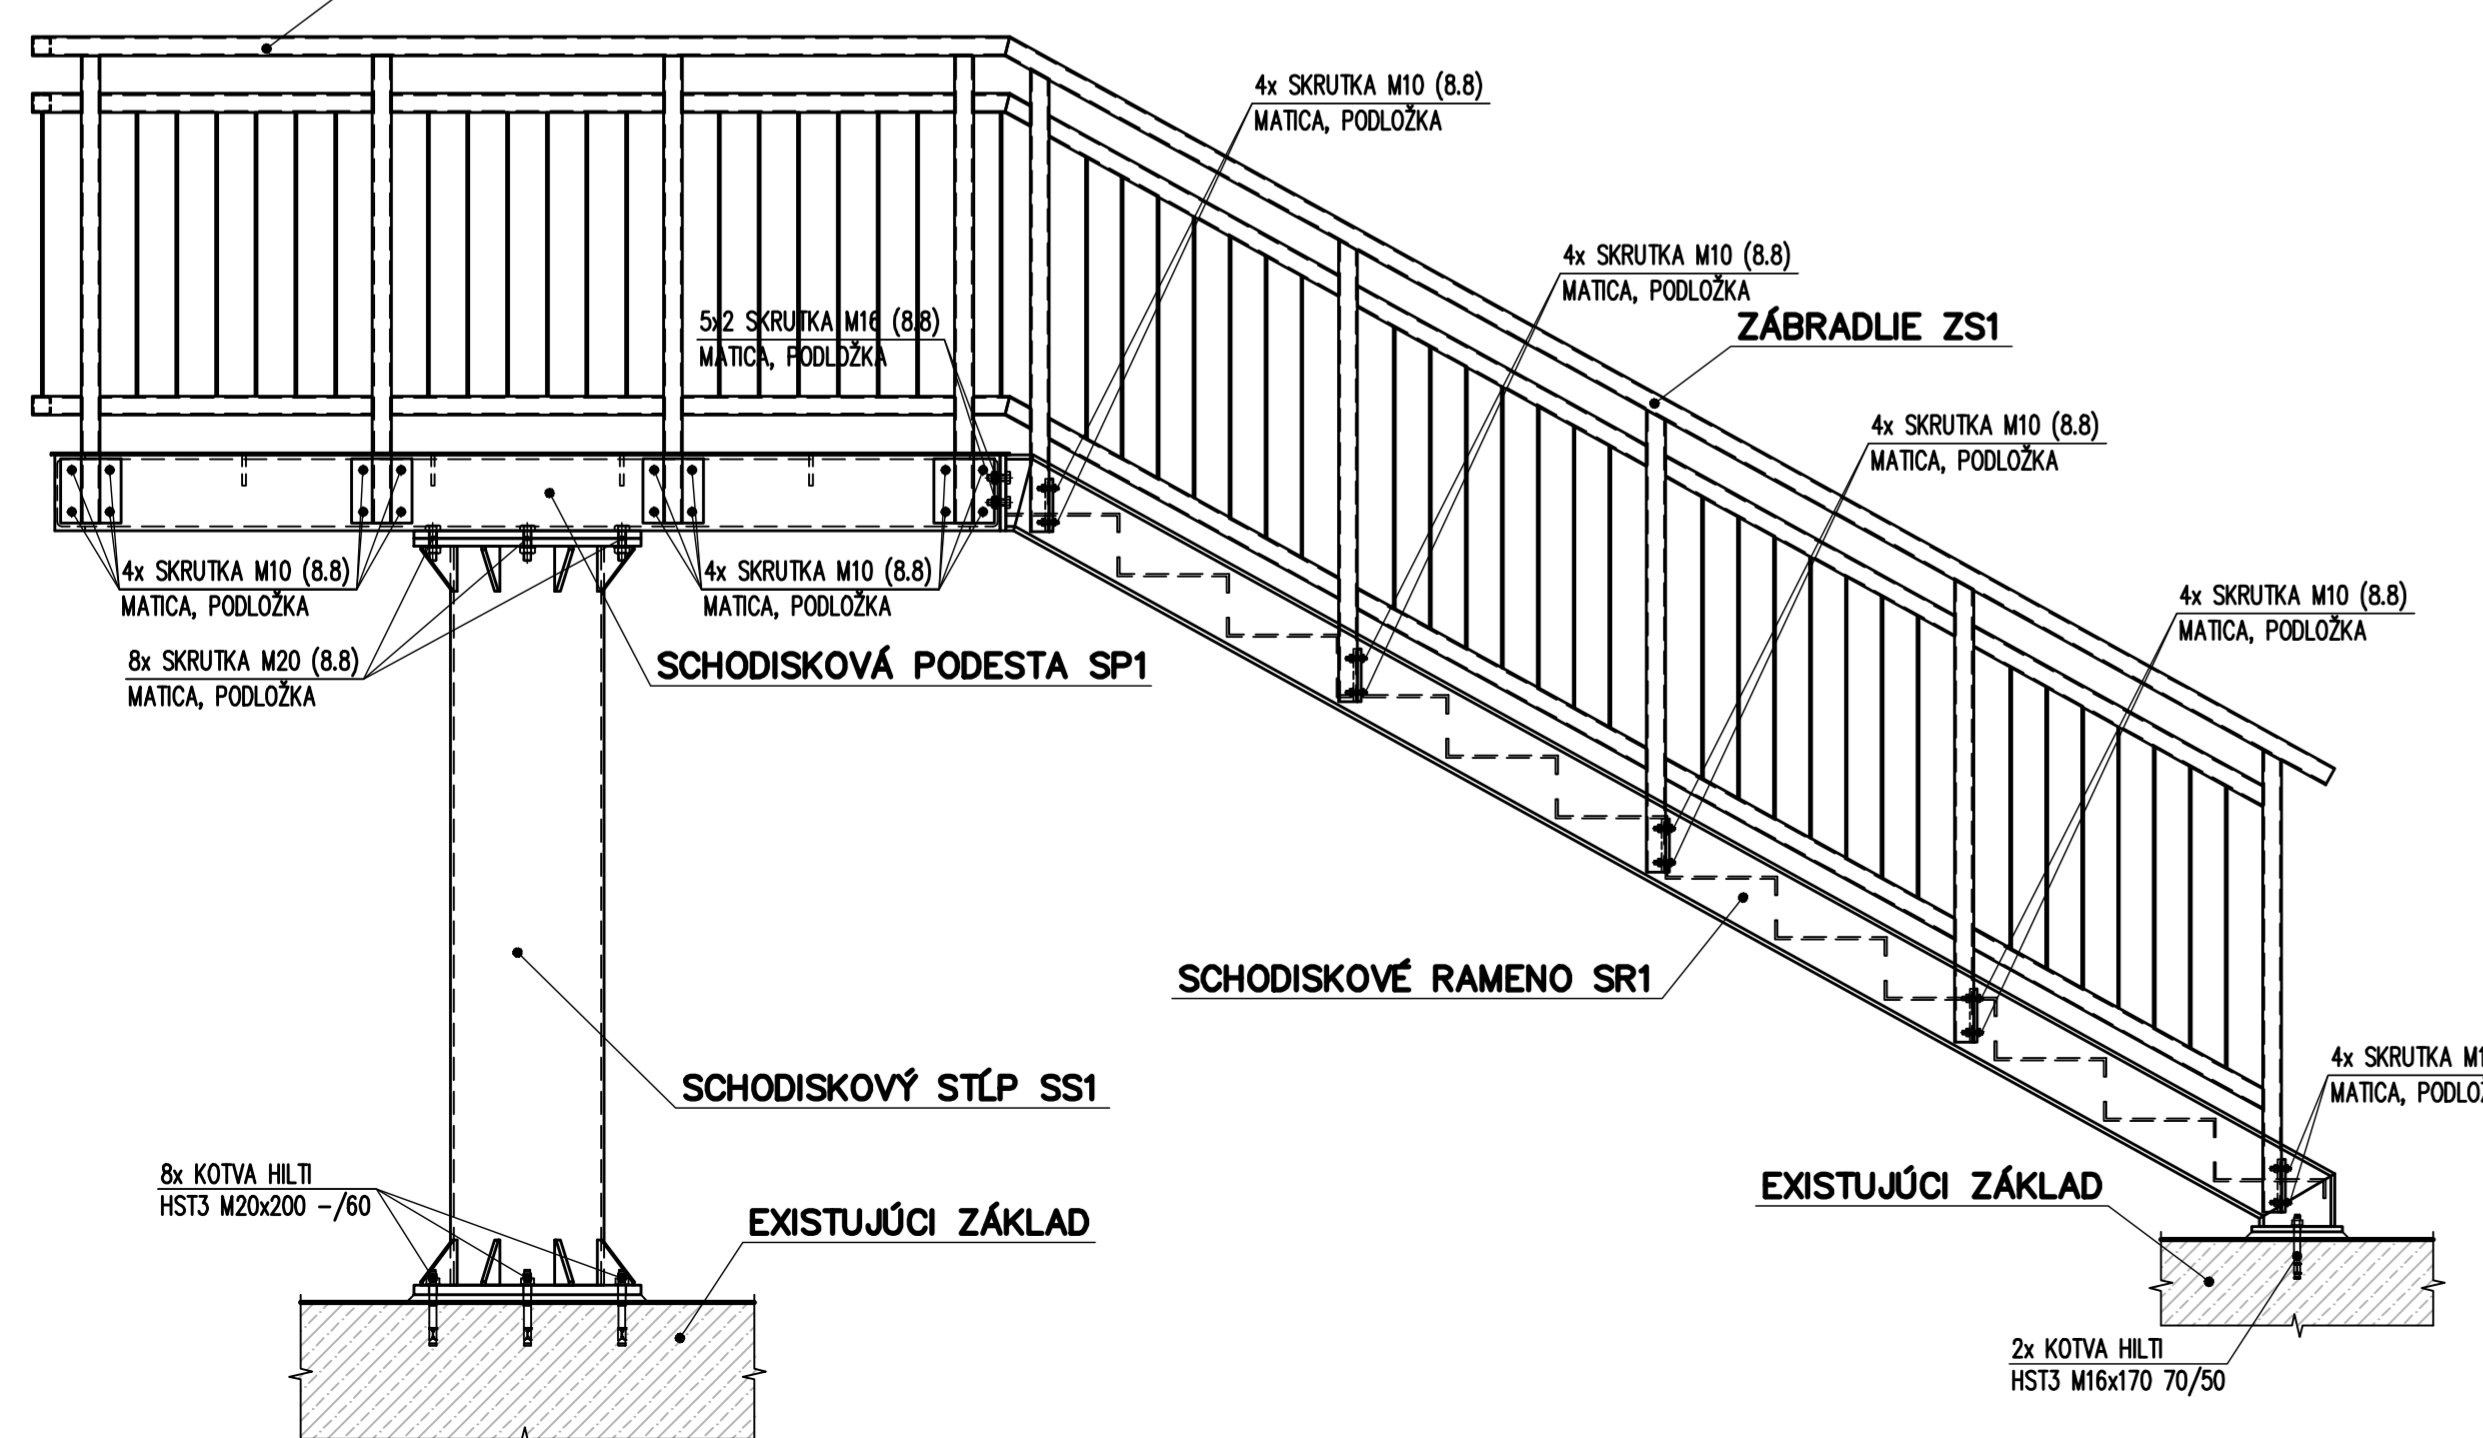 4x SKRUTKA M10 (8.8)
MATICA, PODLOŽKA
4x SKRUTKA M10 (8.8)
MATICA, PODLOŽKA
5x2 SKRUTKA M16 (8.8)
MATICA, PODLOŽKA
ZÁBRADLIE ZS1
4x SKRUTKA M10 (8.8)
MATICA, PODLOŽKA
4x SKRUTKA M10 (8.8)
MATICA, PODLOŽKA
4x SKRUTKA M10 (8.8)
MATICA, PODLOŽKA
4x SKRUTKA M10 (8.8)
MATICA, PODLOŽKA
8x SKRUTKA M20 (8.8)
MATICA, PODLOŽKA
SCHODISKOVÁ PODESTA SP1
SCHODISKOVÉ RAMENO SR1
SCHODISKOVÝ STĹP SS1
4x SKRUTKA
MATICA,
8x KOTVA HILTI
HST3 M20x200 -/60
EXISTUJÚCI ZÁKLAD
EXISTUJÚCI ZÁKLAD
2x KOTVA HILTI
HST3 M16x170 70/50